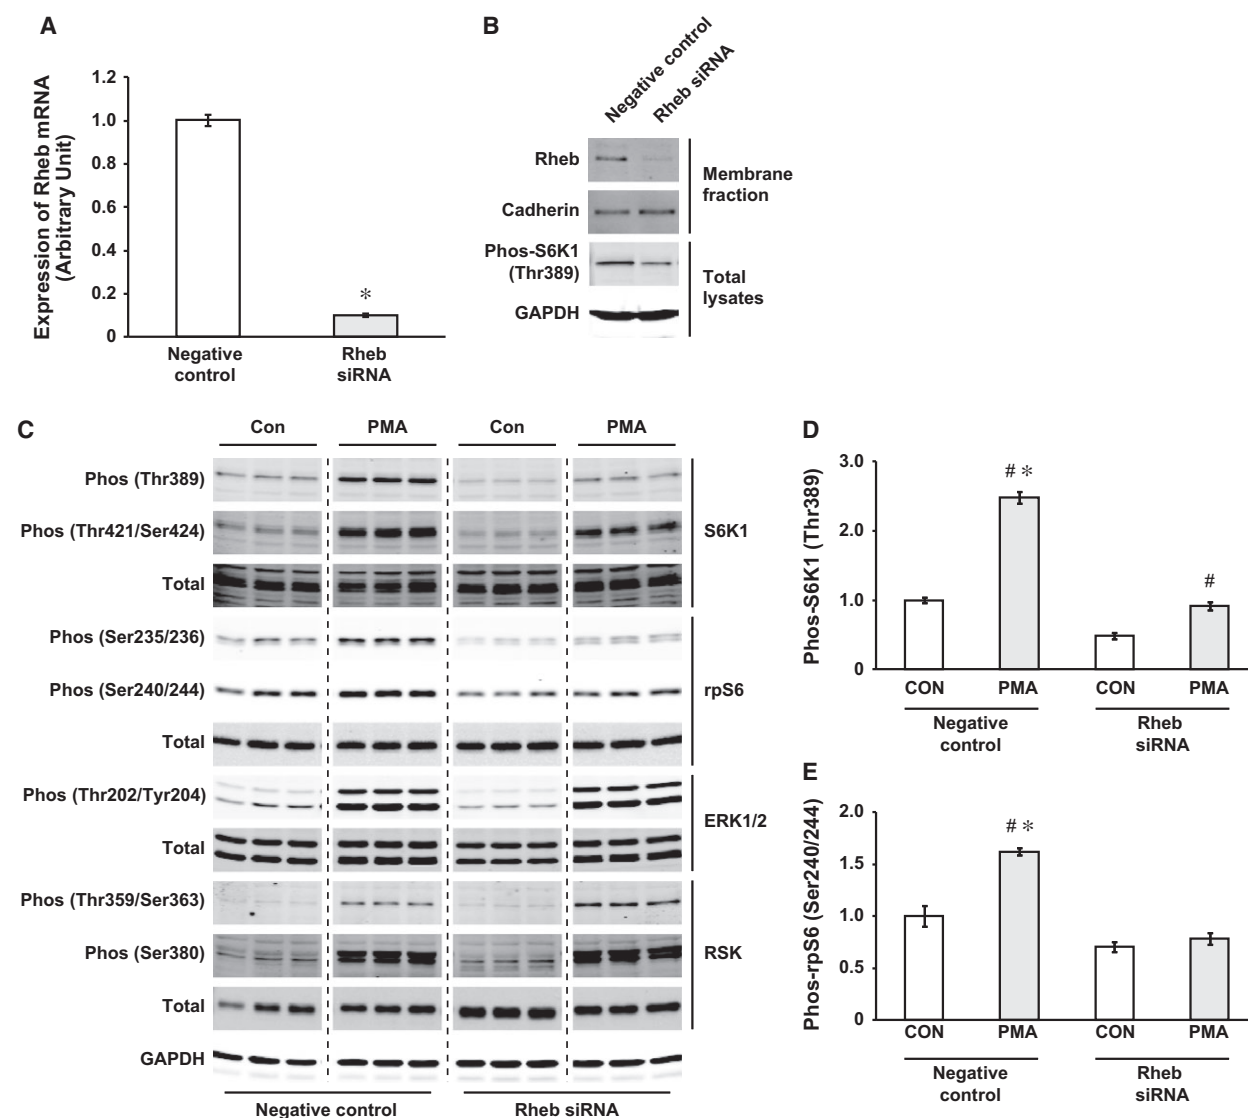 A
Expression of Rheb mRNA
(Arbitrary Unit)
1.2
1.0
0.8
0.6
0.4
0.2
0
*
Negative
control
Rheb
siRNA
B
Negative control
Rheb siRNA
Rheb
Cadherin
Membrane
fraction
Phos-S6K1
(Thr389)
GAPDH
Total
lysates
C
Con PMA Con PMA
Phos (Thr389)
Phos (Thr421/Ser424)
Total
S6K1
Phos (Ser235/236)
Phos (Ser240/244)
Total
rpS6
Phos (Thr202/Tyr204)
Total
ERK1/2
Phos (Thr359/Ser363)
Phos (Ser380)
Total
RSK
GAPDH
Negative control Rheb siRNA
D
Phos-S6K1 (Thr389)
3.0
2.0
1.0
0
# *
#
CON PMA CON PMA
Negative
control
Rheb
siRNA
E
Phos-rpS6 (Ser240/244)
2.0
1.5
1.0
0.5
0
# *
CON PMA CON PMA
Negative
control
Rheb
siRNA